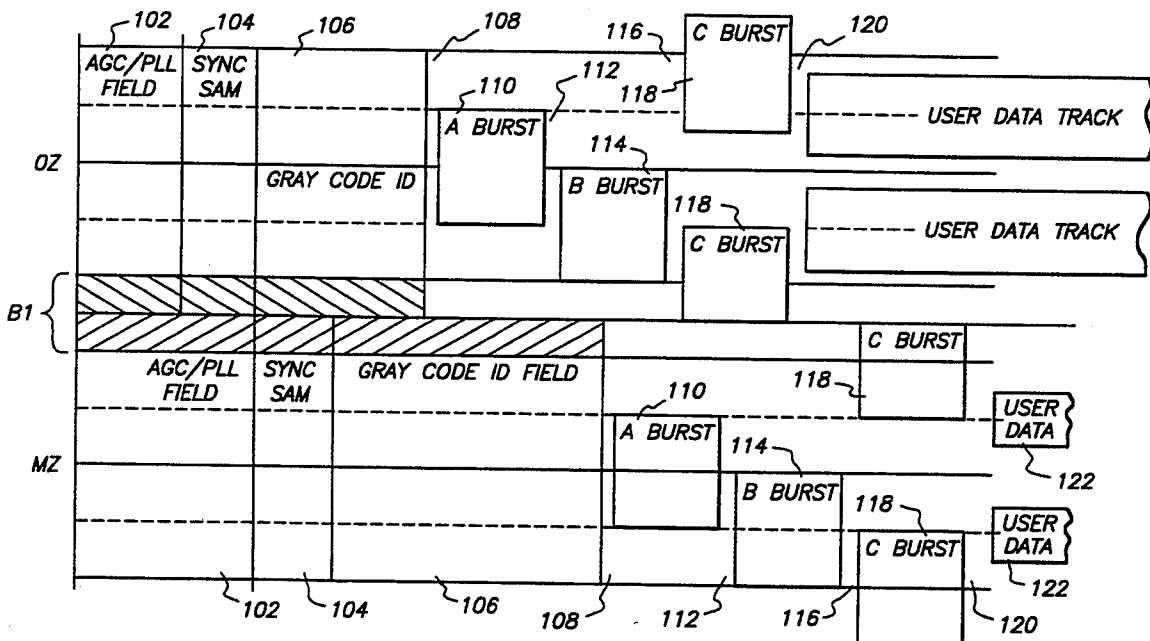 102
104
106
108
116
C BURST
120
AGC/PLL
FIELD
SYNC
SAM
118
110
112
A BURST
USER DATA TRACK
OZ
GRAY CODE ID
114
B BURST
118
C BURST
USER DATA TRACK
B1
C BURST
AGC/PLL
FIELD
SYNC
SAM
GRAY CODE ID FIELD
118
110
USER
DATA
A BURST
MZ
114
B BURST
122
118
C BURST
USER
DATA
122
102
104
106
108
112
116
120